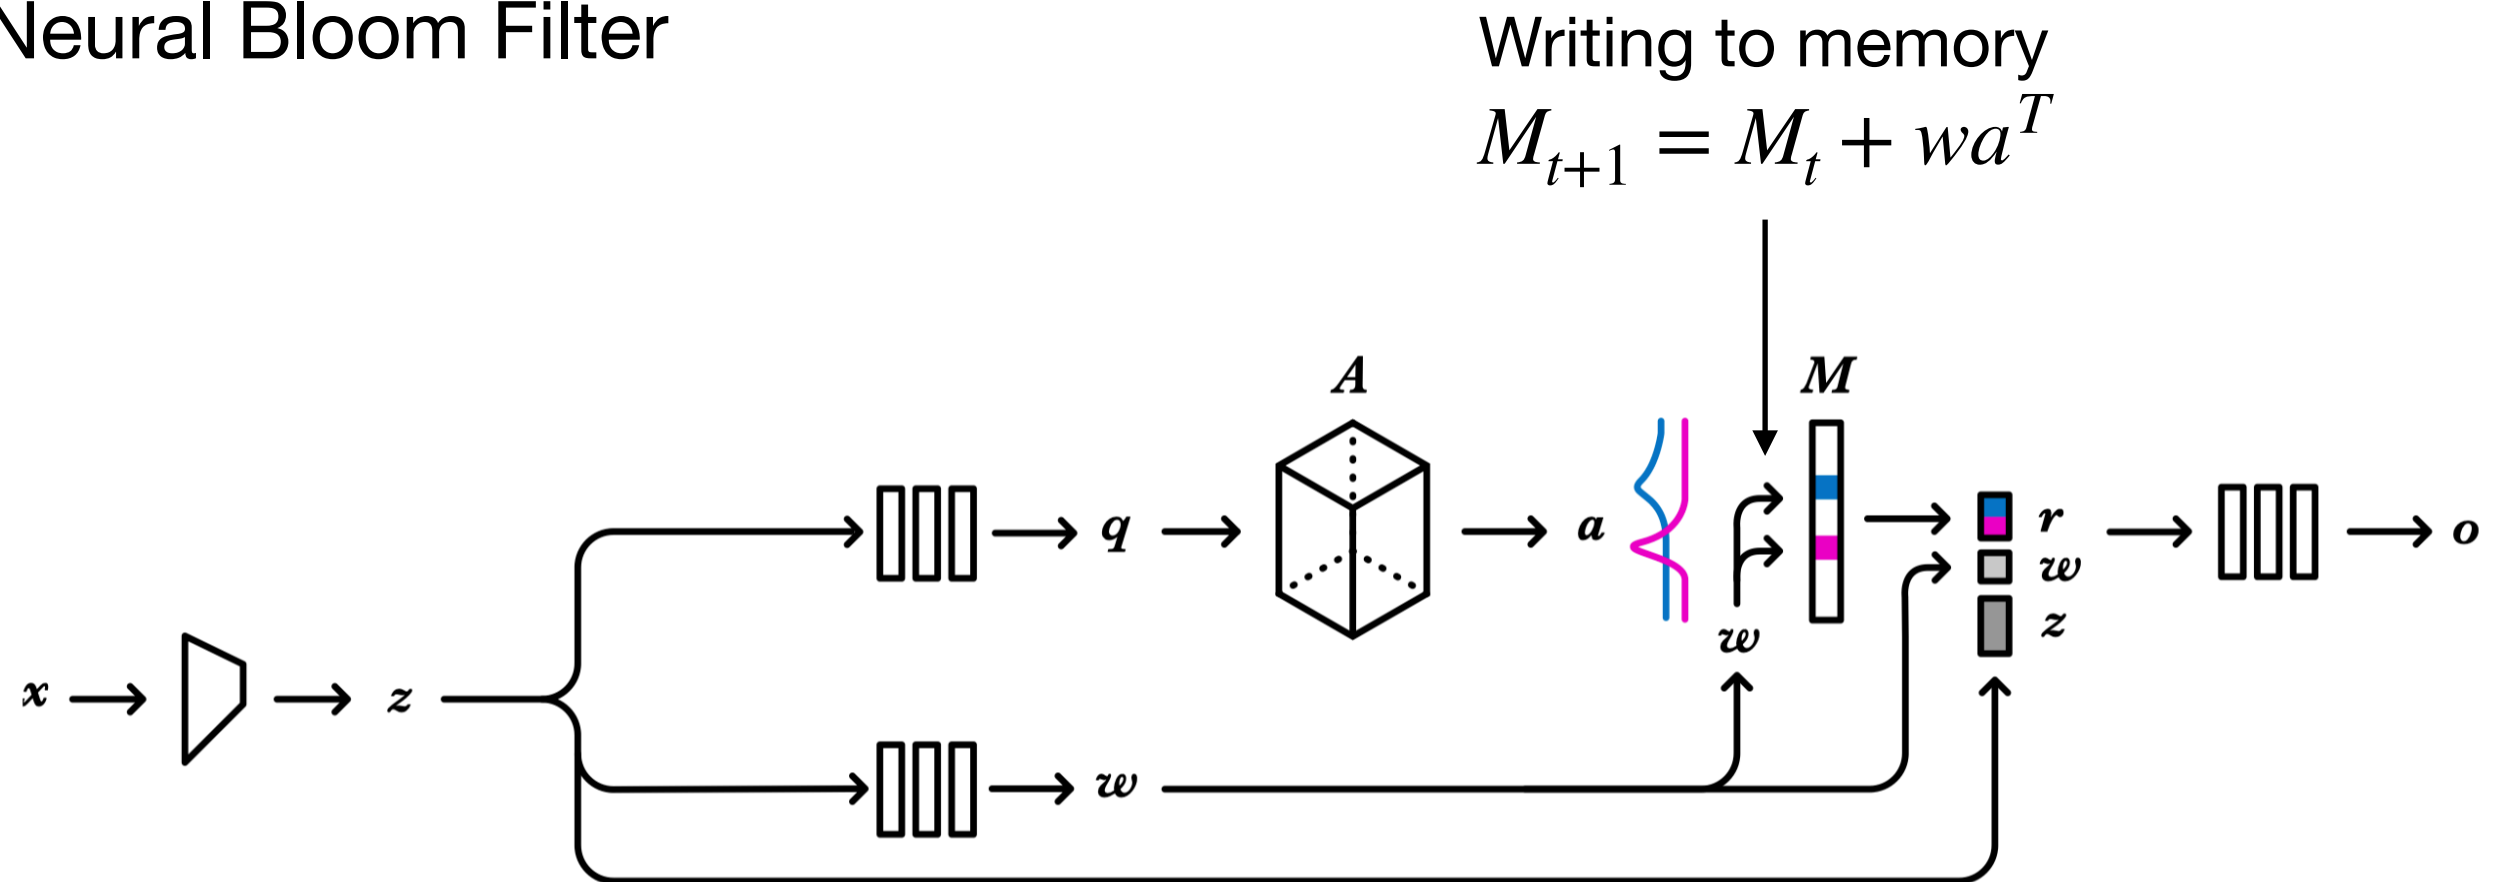 Neural Bloom Filter
Writing to memory
M_{t+1} = M_t + wa^T
A
M
q
a
r
w
z
o
w
x
z
w